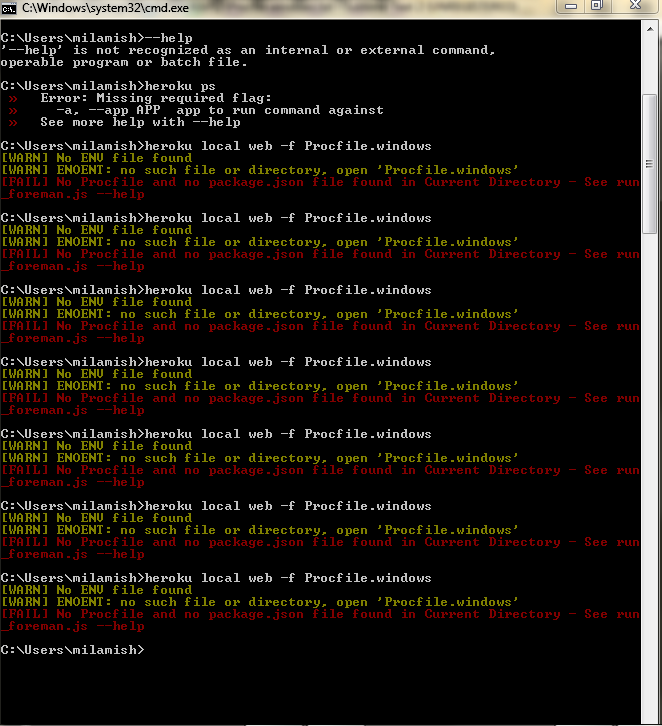 C:\Windows\system32\cmd.exe
C:\Users\milamish>--help
'--help' is not recognized as an internal or external command,
operable program or batch file.
C:\Users\milamish>heroku ps
» Error: Missing required flag:
» -a, --app APP app to run command against
» See more help with --help
C:\Users\milamish>heroku local web -f Procfile.windows
[WARN] No ENV file found
[WARN] ENOENT: no such file or directory, open 'Procfile.windows'
[FAIL] No Procfile and no package.json file found in Current Directory - See run
_foreman.js --help
C:\Users\milamish>heroku local web -f Procfile.windows
[WARN] No ENV file found
[WARN] ENOENT: no such file or directory, open 'Procfile.windows'
[FAIL] No Procfile and no package.json file found in Current Directory - See run
_foreman.js --help
C:\Users\milamish>heroku local web -f Procfile.windows
[WARN] No ENV file found
[WARN] ENOENT: no such file or directory, open 'Procfile.windows'
[FAIL] No Procfile and no package.json file found in Current Directory - See run
_foreman.js --help
C:\Users\milamish>heroku local web -f Procfile.windows
[WARN] No ENV file found
[WARN] ENOENT: no such file or directory, open 'Procfile.windows'
[FAIL] No Procfile and no package.json file found in Current Directory - See run
_foreman.js --help
C:\Users\milamish>heroku local web -f Procfile.windows
[WARN] No ENV file found
[WARN] ENOENT: no such file or directory, open 'Procfile.windows'
[FAIL] No Procfile and no package.json file found in Current Directory - See run
_foreman.js --help
C:\Users\milamish>heroku local web -f Procfile.windows
[WARN] No ENV file found
[WARN] ENOENT: no such file or directory, open 'Procfile.windows'
[FAIL] No Procfile and no package.json file found in Current Directory - See run
_foreman.js --help
C:\Users\milamish>heroku local web -f Procfile.windows
[WARN] No ENV file found
[WARN] ENOENT: no such file or directory, open 'Procfile.windows'
[FAIL] No Procfile and no package.json file found in Current Directory - See run
_foreman.js --help
C:\Users\milamish>